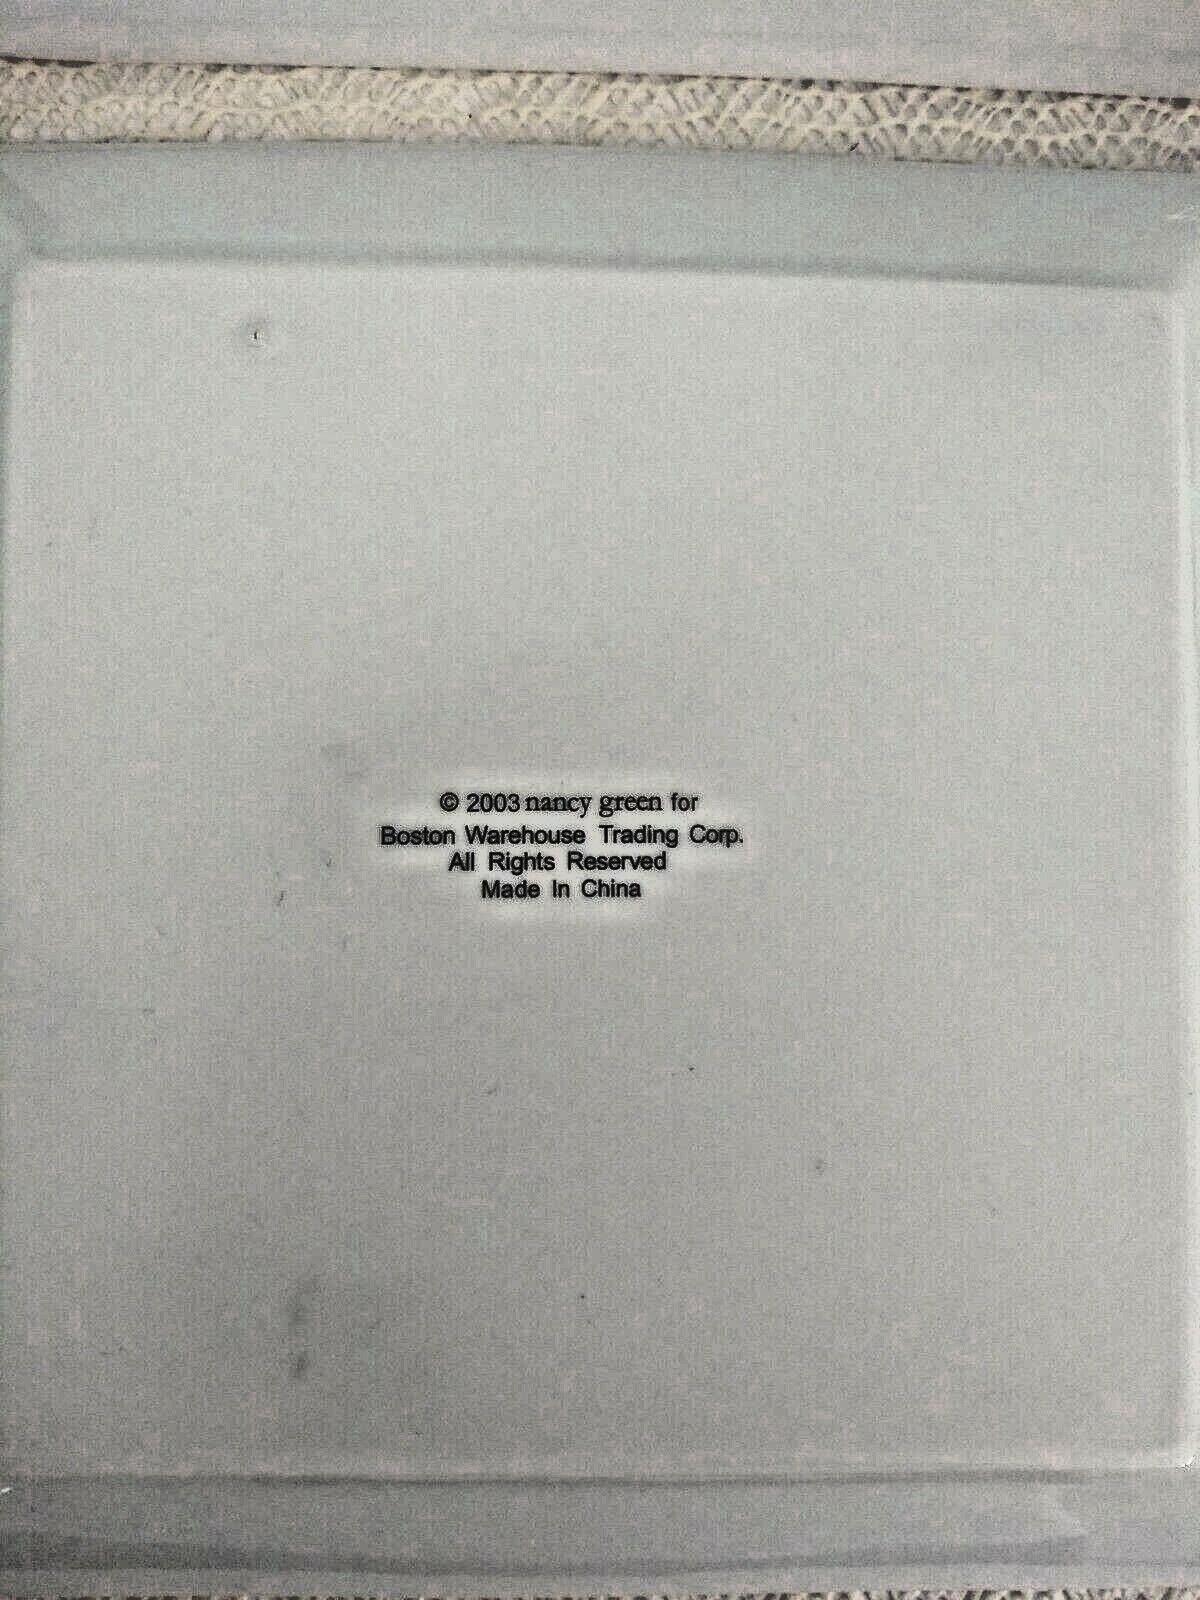 © 2003 nancy green for
Boston Warehouse Trading Corp.
All Rights Reserved
Made In China